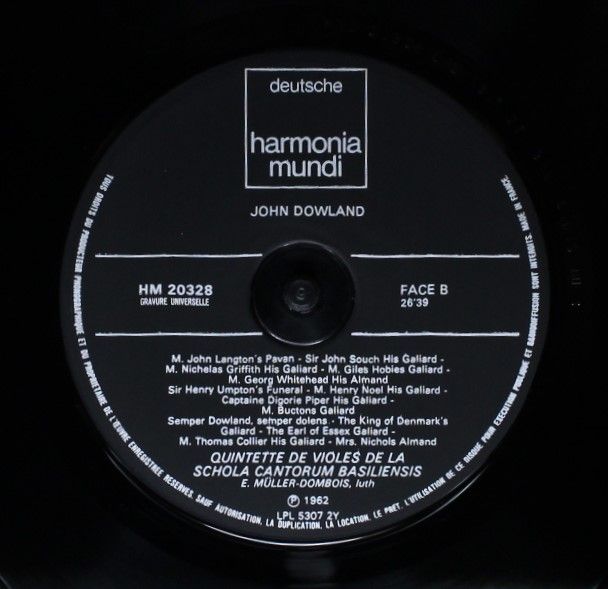 deutsche
harmonia
mundi
JOHN DOWLAND
HM 20328
GRAVURE UNIVERSELLE
FACE B
26'39
M. John Langton's Pavan - Sir John Souch His Galiard -
M. Nichelas Griffith His Galiard - M. Giles Hobies Galiard -
M. Georg Whitehead His Almand
Sir Henry Umpton's Funeral - M. Henry Noel His Galiard -
Captaine Digorie Piper His Galiard -
M. Buctons Galiard
Semper Dowland, semper dolens - The King of Denmark's
Galiard - The Earl of Essex Galiard -
M. Thomas Collier His Galiard - Mrs. Nichols Almand
QUINTETTE DE VIOLES DE LA
SCHOLA CANTORUM BASILIENSIS
E. MÜLLER-DOMBOIS, luth
Ⓟ 1962
LPL 5307 2Y
TOUS DROITS DU PRODUCTEUR PHONOGRAPHIQUE ET DU PROPRIETAIRE DE L'ŒUVRE ENREGISTREE RESERVES. SAUF AUTORISATION, LA DUPLICATION, LA LOCATION, LE PRET, L'UTILISATION DE CE DISQUE POUR EXECUTION PUBLIQUE ET RADIODIFFUSION SONT INTERDITS. MADE IN FRANCE.